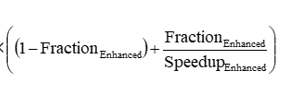 ×((1 − Fraction_Enhanced) + Fraction_Enhanced / Speedup_Enhanced)